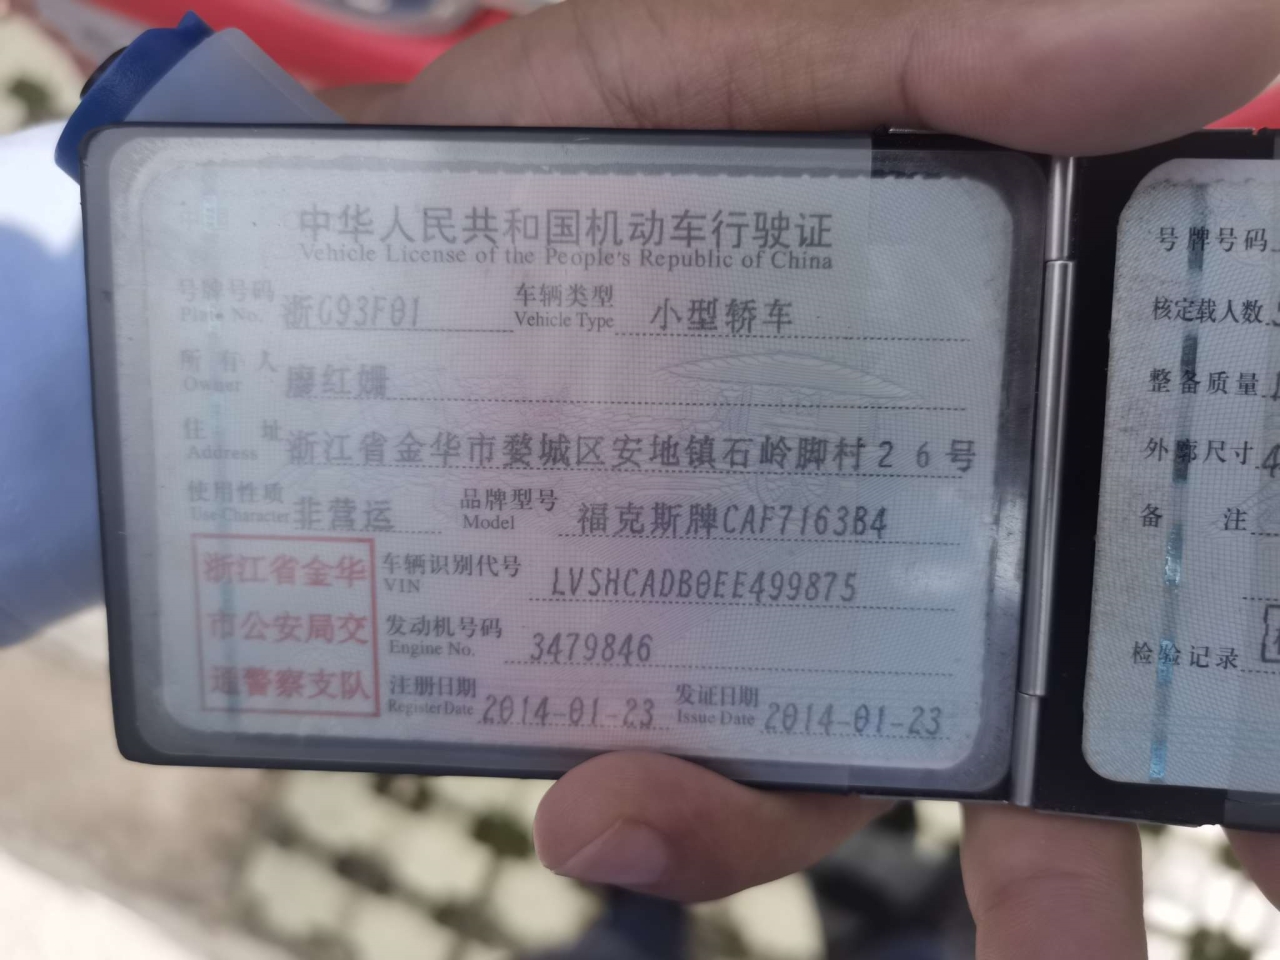 中华人民共和国机动车行驶证
Vehicle License of the People's Republic of China
号牌号码 浙G93F01 车辆类型 小型轿车
Plate No. Vehicle Type
所有人 廖红姗
Owner
住址 浙江省金华市婺城区安地镇石岭脚村26号
Address
使用性质 非营运 品牌型号 福克斯牌CAF7163B4
Use Character Model
浙江省金华
市公安局交
通警察支队
车辆识别代号 LVSHCADB0EE499875
VIN
发动机号码 3479846
Engine No.
注册日期 2014-01-23 发证日期 2014-01-23
Register Date Issue Date
号牌号码
核定载人数
整备质量
外廓尺寸 4
备注
检验记录